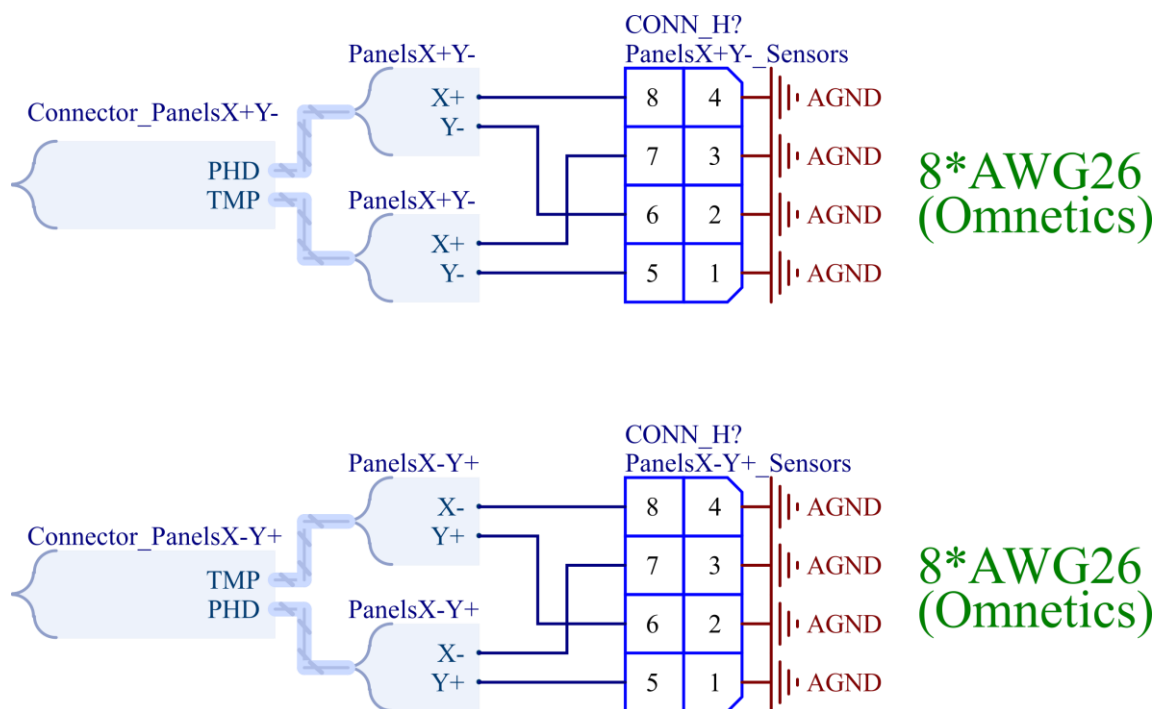 CONN_H?
PanelsX+Y-
PanelsX+Y-_Sensors
Connector_PanelsX+Y-
X+
8
4
AGND
Y-
PHD
7
3
AGND
8*AWG26
TMP
PanelsX+Y-
6
2
AGND
(Omnetics)
X+
Y-
5
1
AGND
CONN_H?
PanelsX-Y+
PanelsX-Y+_Sensors
Connector_PanelsX-Y+
X-
8
4
AGND
Y+
TMP
7
3
AGND
8*AWG26
PHD
PanelsX-Y+
6
2
AGND
(Omnetics)
X-
Y+
5
1
AGND